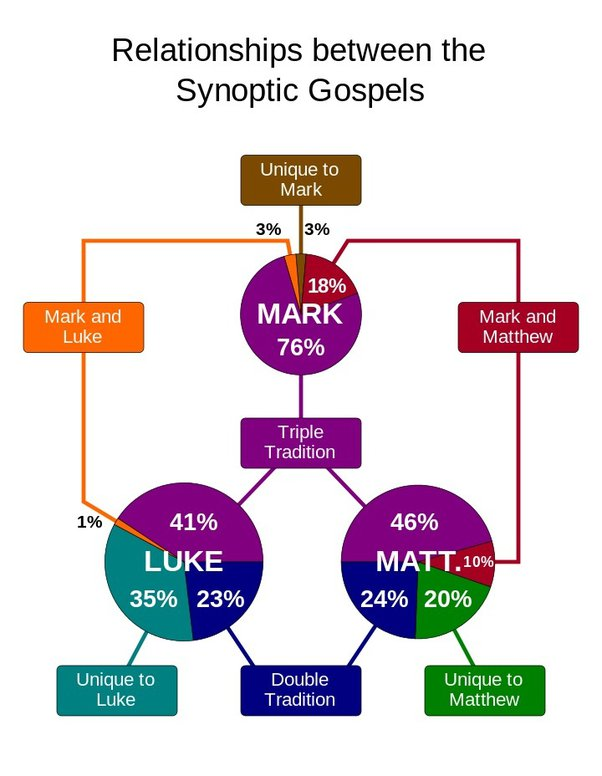 Relationships between the
Synoptic Gospels
Unique to
Mark
3%
3%
18%
MARK
76%
Mark and
Luke
Mark and
Matthew
Triple
Tradition
41%
1%
LUKE
35%
23%
46%
MATT.
10%
24%
20%
Unique to
Luke
Double
Tradition
Unique to
Matthew